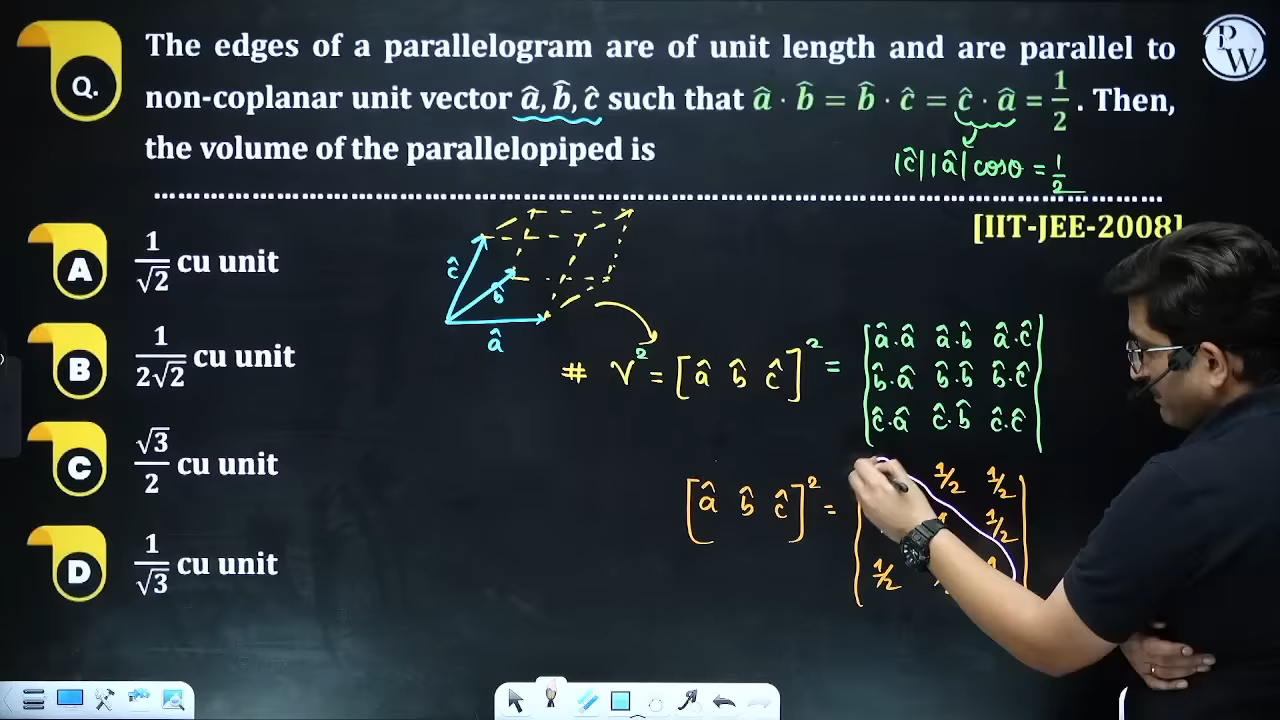 Q.
The edges of a parallelogram are of unit length and are parallel to
non-coplanar unit vector â, b̂, ĉ such that â · b̂ = b̂ · ĉ = ĉ · â = 1/2 . Then,
the volume of the parallelopiped is
|ĉ||â| cosθ = 1/2
[IIT-JEE-2008]
A 1/√2 cu unit
B 1/2√2 cu unit
C √3/2 cu unit
D 1/√3 cu unit
ĉ
b̂
â
# V² = [â b̂ ĉ]² = | â·â â·b̂ â·ĉ
b̂·â b̂·b̂ b̂·ĉ
ĉ·â ĉ·b̂ ĉ·ĉ |
[â b̂ ĉ]² = | 1/2 1/2
1/2
1/2 |
PW